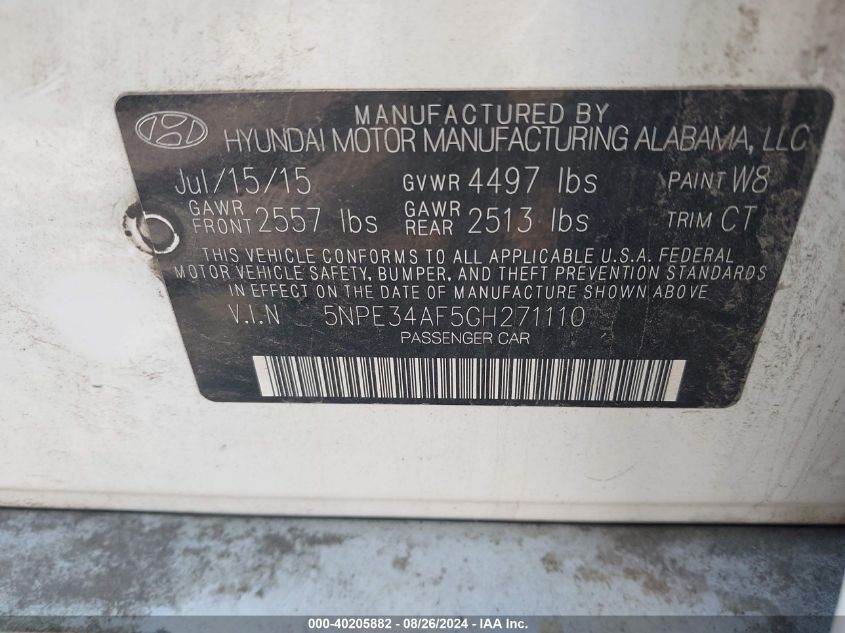 MANUFACTURED BY
HYUNDAI MOTOR MANUFACTURING ALABAMA, LLC
Jul/15/15 GVWR 4497 lbs PAINT W8
GAWR FRONT 2557 lbs GAWR REAR 2513 lbs TRIM CT
THIS VEHICLE CONFORMS TO ALL APPLICABLE U.S.A. FEDERAL
MOTOR VEHICLE SAFETY, BUMPER, AND THEFT PREVENTION STANDARDS
IN EFFECT ON THE DATE OF MANUFACTURE SHOWN ABOVE.
V.I.N 5NPE34AF5GH271110
PASSENGER CAR
000-40205882 - 08/26/2024 - IAA Inc.